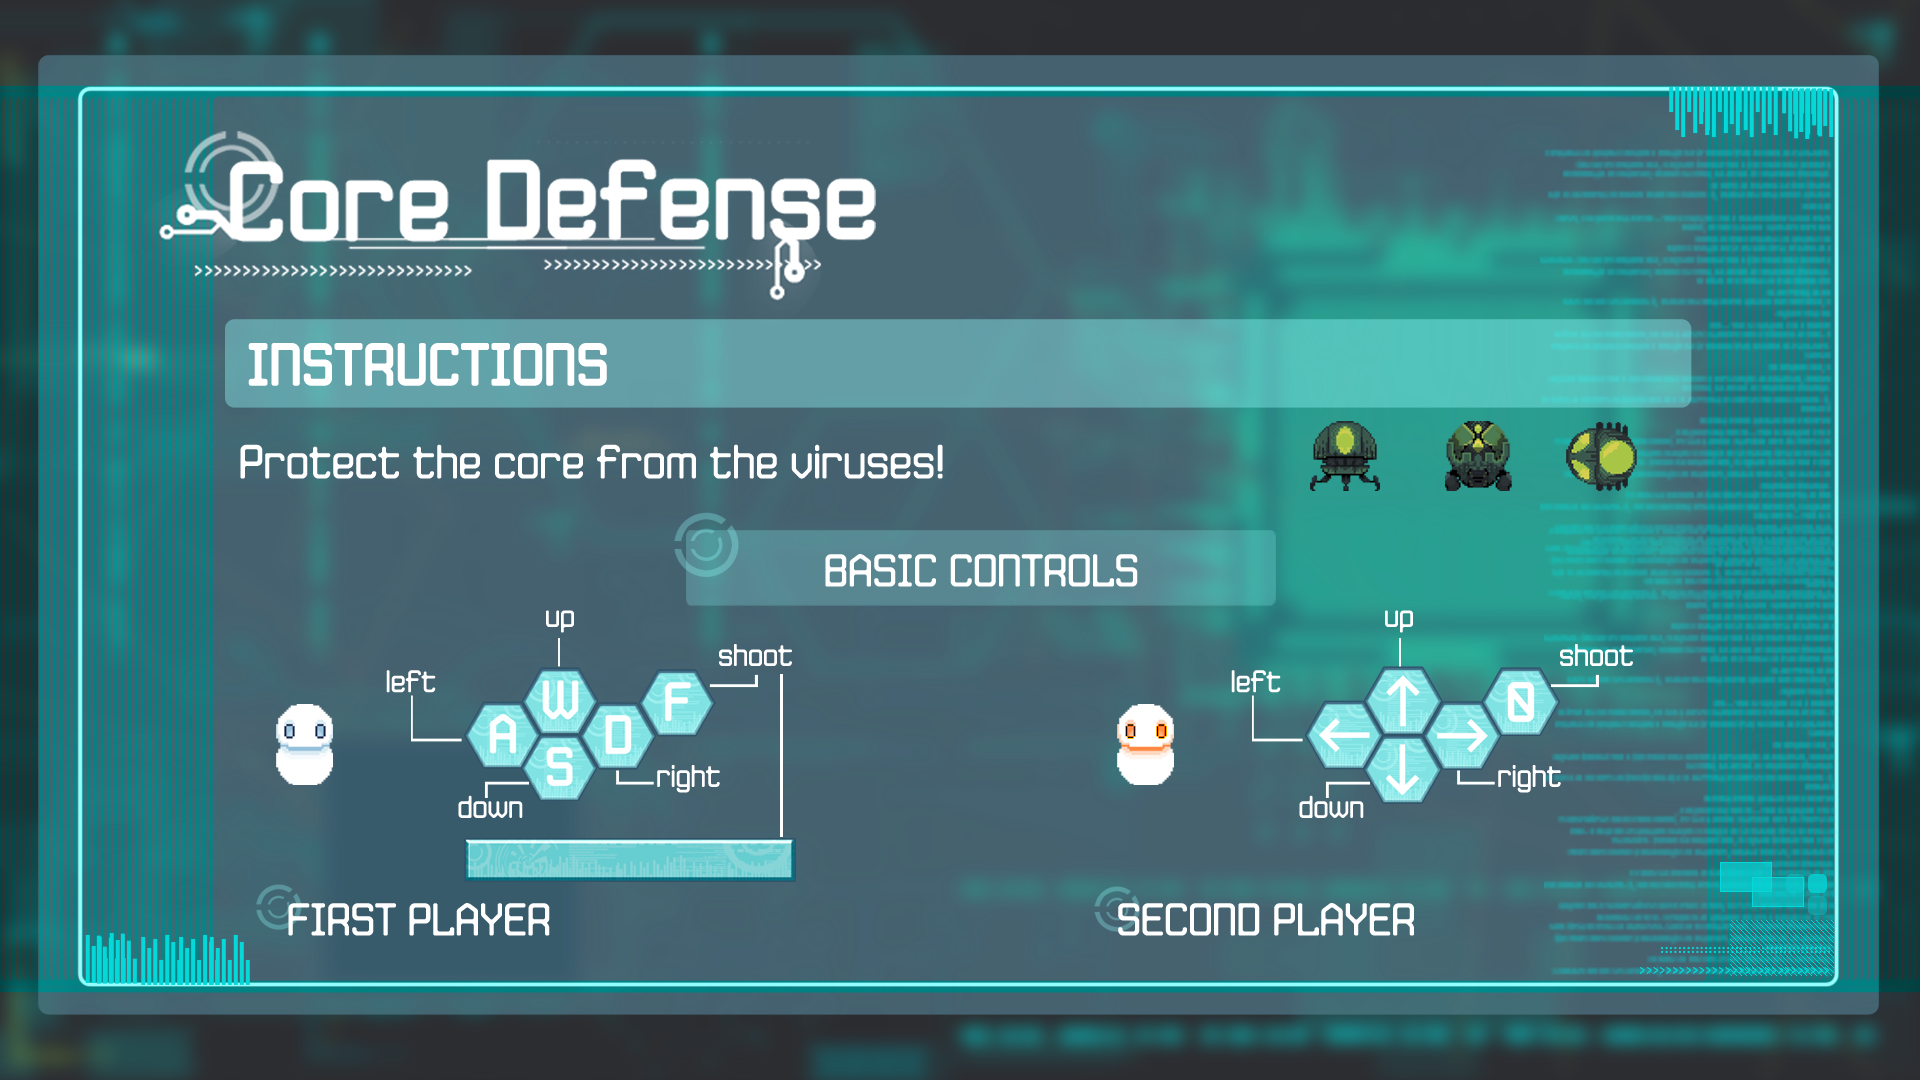 Core Defense
INSTRUCTIONS
Protect the core from the viruses!
BASIC CONTROLS
up
left
shoot
W
F
A
D
S
right
down
FIRST PLAYER
up
left
shoot
↑
0
←
→
↓
right
down
SECOND PLAYER